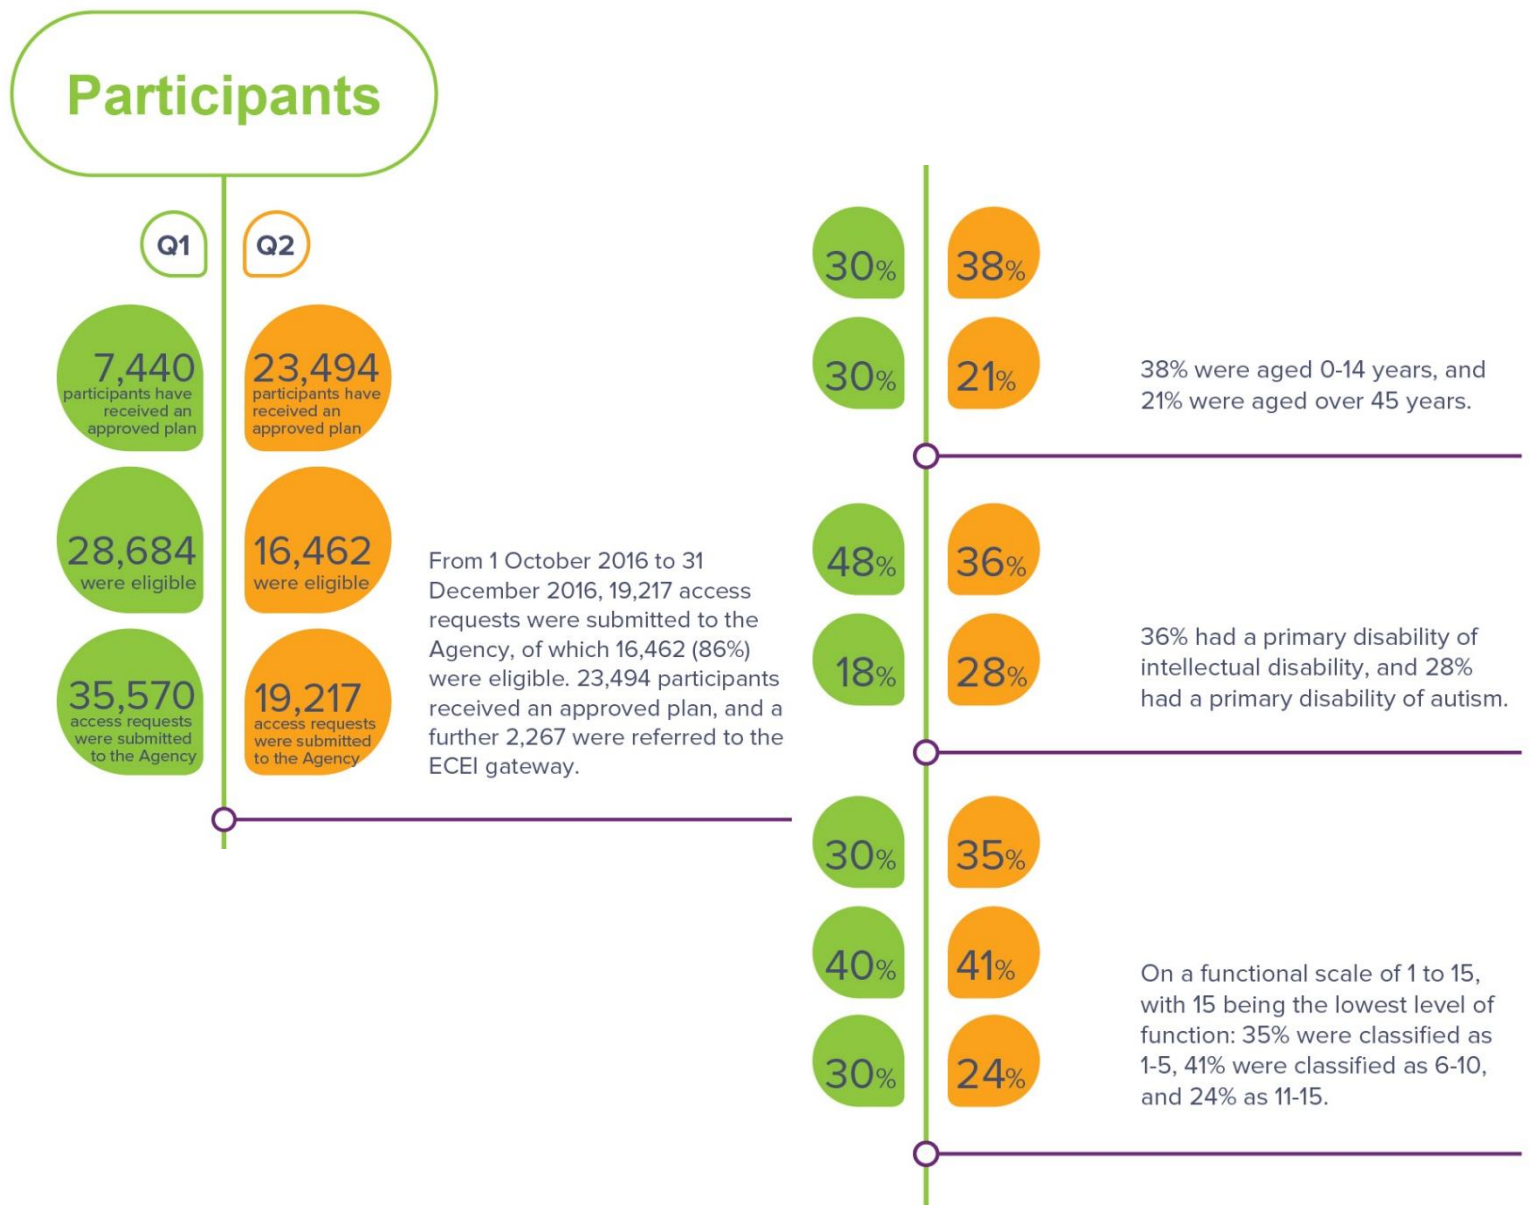 Participants
Q1
Q2
7,440
participants have
received an
approved plan
23,494
participants have
received an
approved plan
28,684
were eligible
16,462
were eligible
35,570
access requests
were submitted
to the Agency
19,217
access requests
were submitted
to the Agency
From 1 October 2016 to 31
December 2016, 19,217 access
requests were submitted to the
Agency, of which 16,462 (86%)
were eligible. 23,494 participants
received an approved plan, and a
further 2,267 were referred to the
ECEI gateway.
30%
38%
30%
21%
38% were aged 0-14 years, and
21% were aged over 45 years.
48%
36%
18%
28%
36% had a primary disability of
intellectual disability, and 28%
had a primary disability of autism.
30%
35%
40%
41%
30%
24%
On a functional scale of 1 to 15,
with 15 being the lowest level of
function: 35% were classified as
1-5, 41% were classified as 6-10,
and 24% as 11-15.